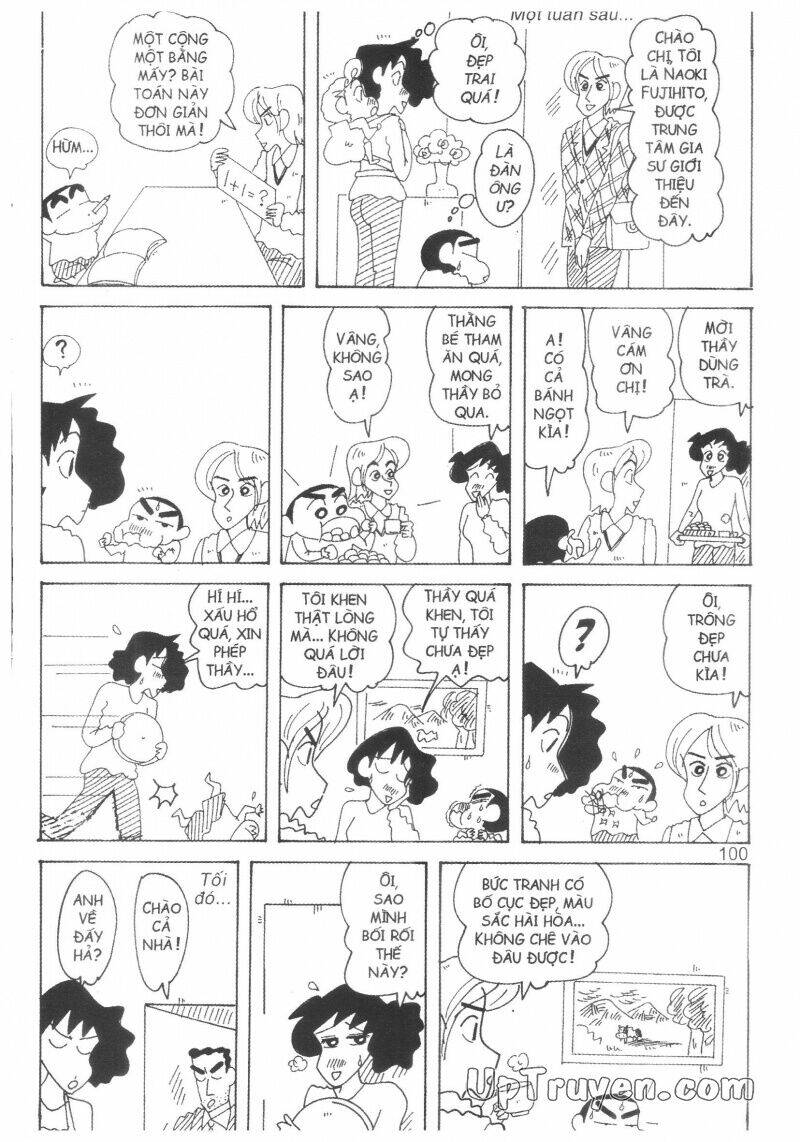 Một tuần sau...
CHÀO
CHỊ, TÔI
LÀ NAOKI
FUJIHITO,
ĐƯỢC
TRUNG
TÂM GIA
SƯ GIỚI
THIỆU
ĐẾN
ĐÂY.
ÔI,
ĐẸP
TRAI
QUÁ!
LÀ
ĐÀN
ÔNG
Ư?
MỘT CỘNG
MỘT BẰNG
MẤY? BÀI
TOÁN NÀY
ĐƠN GIẢN
THÔI MÀ!
1+1=?
HỪM...
MỜI
THẦY
DÙNG
TRÀ.
VÂNG
CÁM
ƠN
CHỊ!
A!
CÓ
CẢ
BÁNH
NGỌT
KÌA!
THẰNG
BÉ THAM
ĂN QUÁ,
MONG
THẦY BỎ
QUA.
VÂNG,
KHÔNG
SAO
Ạ!
?
ÔI,
TRÔNG
ĐẸP
CHƯA
KÌA!
?
THẦY QUÁ
KHEN, TÔI
TỰ THẤY
CHƯA ĐẸP
Ạ!
TÔI KHEN
THẬT LÒNG
MÀ... KHÔNG
QUÁ LỜI
ĐÂU!
HÍ HÍ...
XẤU HỔ
QUÁ, XIN
PHÉP
THẦY...
100
BỨC TRANH CÓ
BỐ CỤC ĐẸP, MÀU
SẮC HÀI HÒA...
KHÔNG CHÊ VÀO
ĐÂU ĐƯỢC!
ÔI,
SAO
MÌNH
BỐI RỐI
THẾ
NÀY?
Tối
đó...
CHÀO
CẢ
NHÀ!
ANH
VỀ
ĐẤY
HẢ?
UpTruyen.com